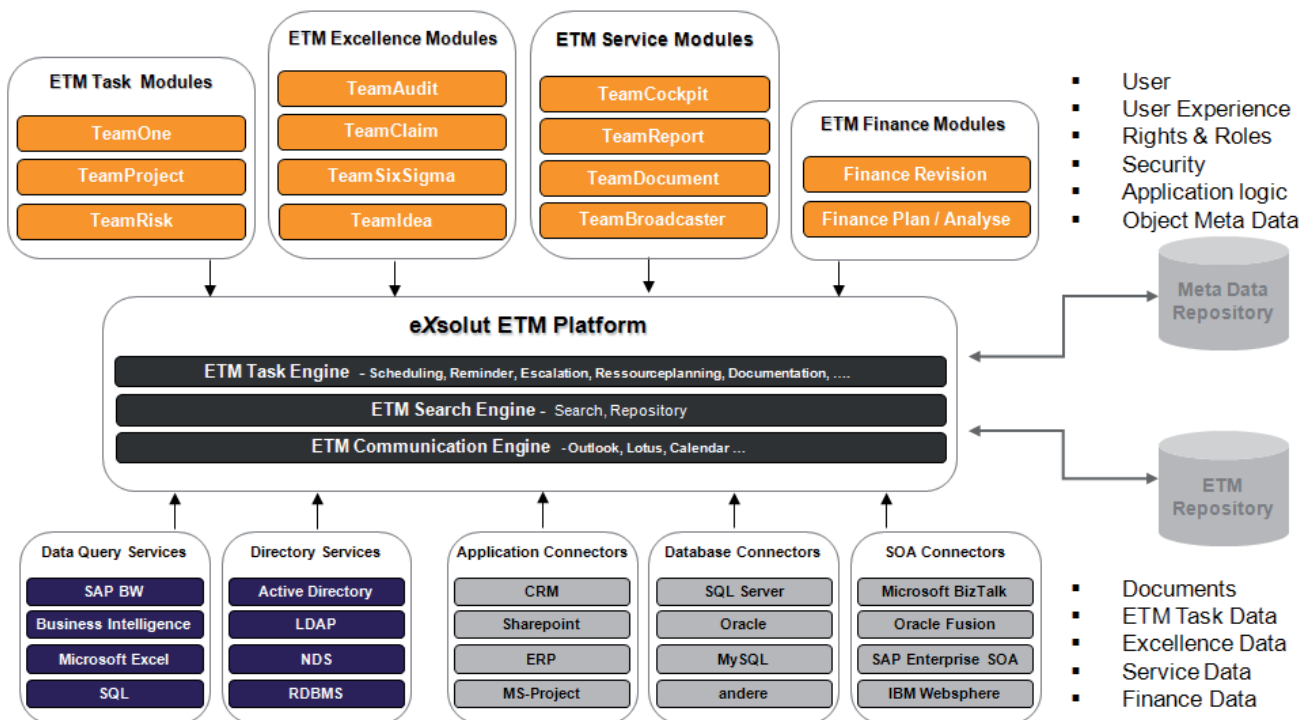 ETM Task Modules
TeamOne
TeamProject
TeamRisk
ETM Excellence Modules
TeamAudit
TeamClaim
TeamSixSigma
TeamIdea
ETM Service Modules
TeamCockpit
TeamReport
TeamDocument
TeamBroadcaster
ETM Finance Modules
Finance Revision
Finance Plan / Analyse
▪ User
▪ User Experience
▪ Rights & Roles
▪ Security
▪ Application logic
▪ Object Meta Data
Meta Data
Repository
eXsolut ETM Platform
ETM Task Engine - Scheduling, Reminder, Escalation, Ressourceplanning, Documentation, ....
ETM Search Engine - Search, Repository
ETM Communication Engine -Outlook, Lotus, Calendar ...
ETM
Repository
Data Query Services
SAP BW
Business Intelligence
Microsoft Excel
SQL
Directory Services
Active Directory
LDAP
NDS
RDBMS
Application Connectors
CRM
Sharepoint
ERP
MS-Project
Database Connectors
SQL Server
Oracle
MySQL
andere
SOA Connectors
Microsoft BizTalk
Oracle Fusion
SAP Enterprise SOA
IBM Websphere
▪ Documents
▪ ETM Task Data
▪ Excellence Data
▪ Service Data
▪ Finance Data